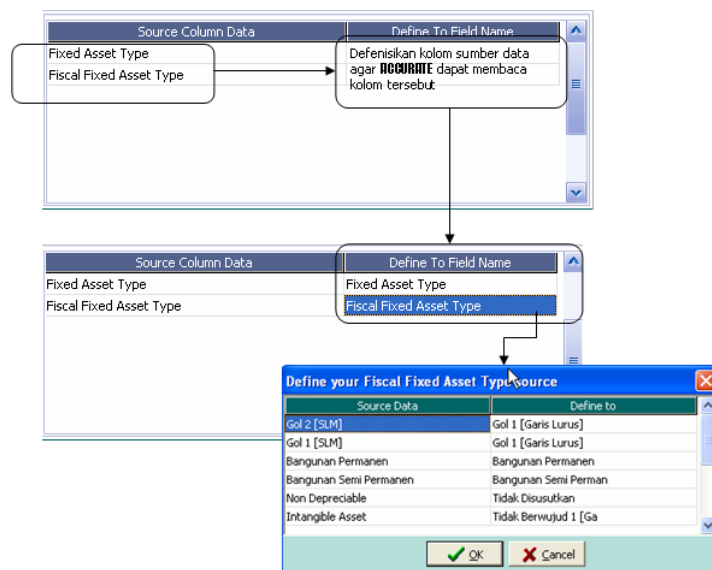 Source Column Data Define To Field Name
Fixed Asset Type Defenisikan kolom sumber data
Fiscal Fixed Asset Type agar ACCURATE dapat membaca
kolom tersebut
Source Column Data Define To Field Name
Fixed Asset Type Fixed Asset Type
Fiscal Fixed Asset Type Fiscal Fixed Asset Type
Define your Fiscal Fixed Asset Type source
Source Data Define to
Gol 2 [SLM] Gol 1 [Garis Lurus]
Gol 1 [SLM] Gol 1 [Garis Lurus]
Bangunan Permanen Bangunan Permanen
Bangunan Semi Permanen Bangunan Semi Perman
Non Depreciable Tidak Disusutkan
Intangible Asset Tidak Berwujud 1 [Ga
OK Cancel